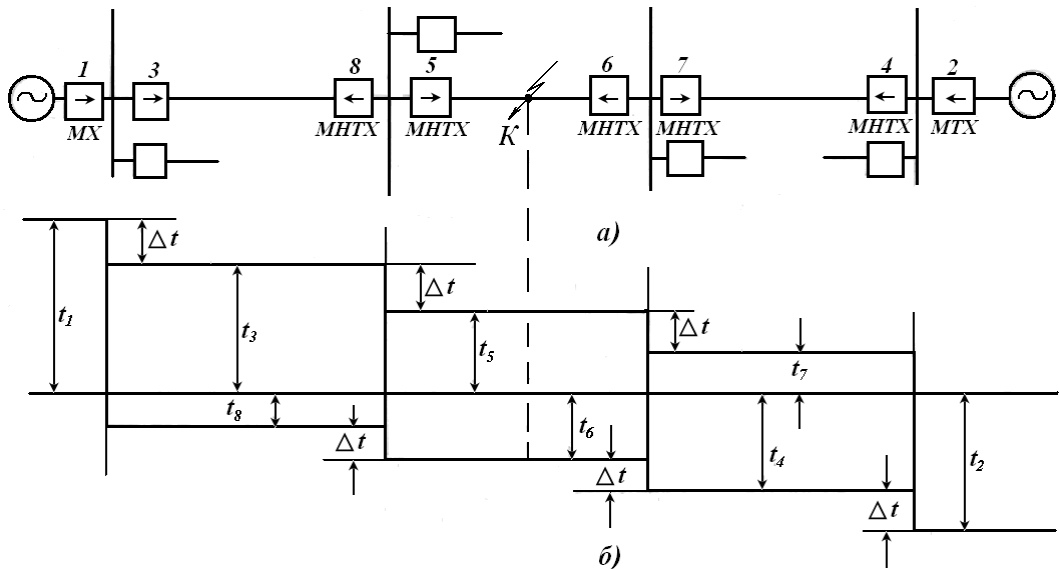 1 3 8 5 6 7 4 2
МХ МНТХ МНТХ К МНТХ МНТХ МНТХ МТХ
а)
Δt
Δt
t1 t3 t5 Δt t7
t8 Δt t6 Δt t4 t2
Δt
б)